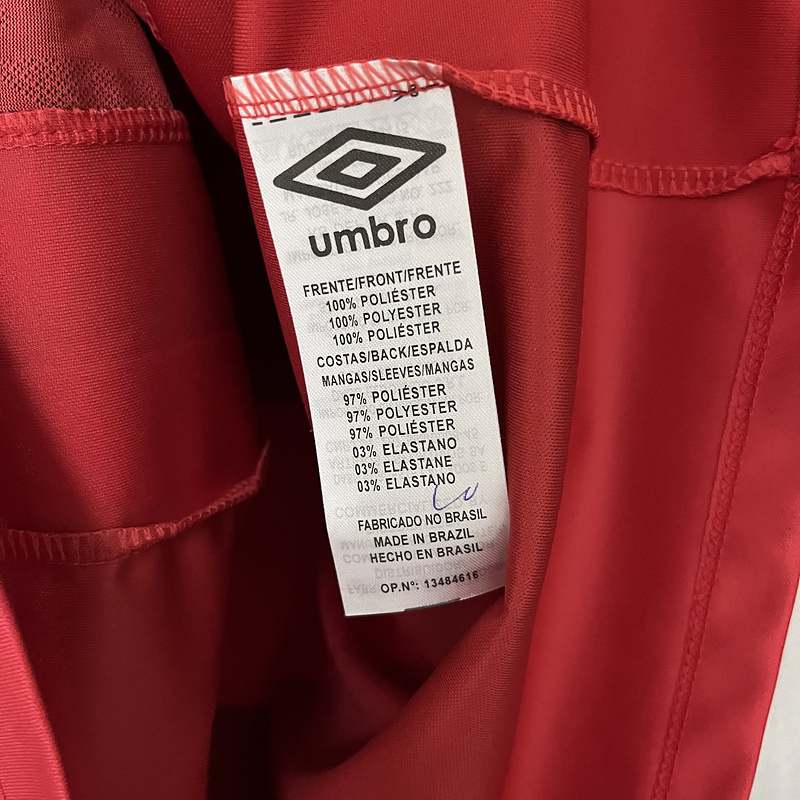 umbro
FRENTE/FRONT/FRENTE
100% POLIÉSTER
100% POLYESTER
100% POLIÉSTER
COSTAS/BACK/ESPALDA
MANGAS/SLEEVES/MANGAS
97% POLIÉSTER
97% POLYESTER
97% POLIÉSTER
03% ELASTANO
03% ELASTANE
03% ELASTANO
FABRICADO NO BRASIL
MADE IN BRAZIL
HECHO EN BRASIL
OP.Nº: 13484616